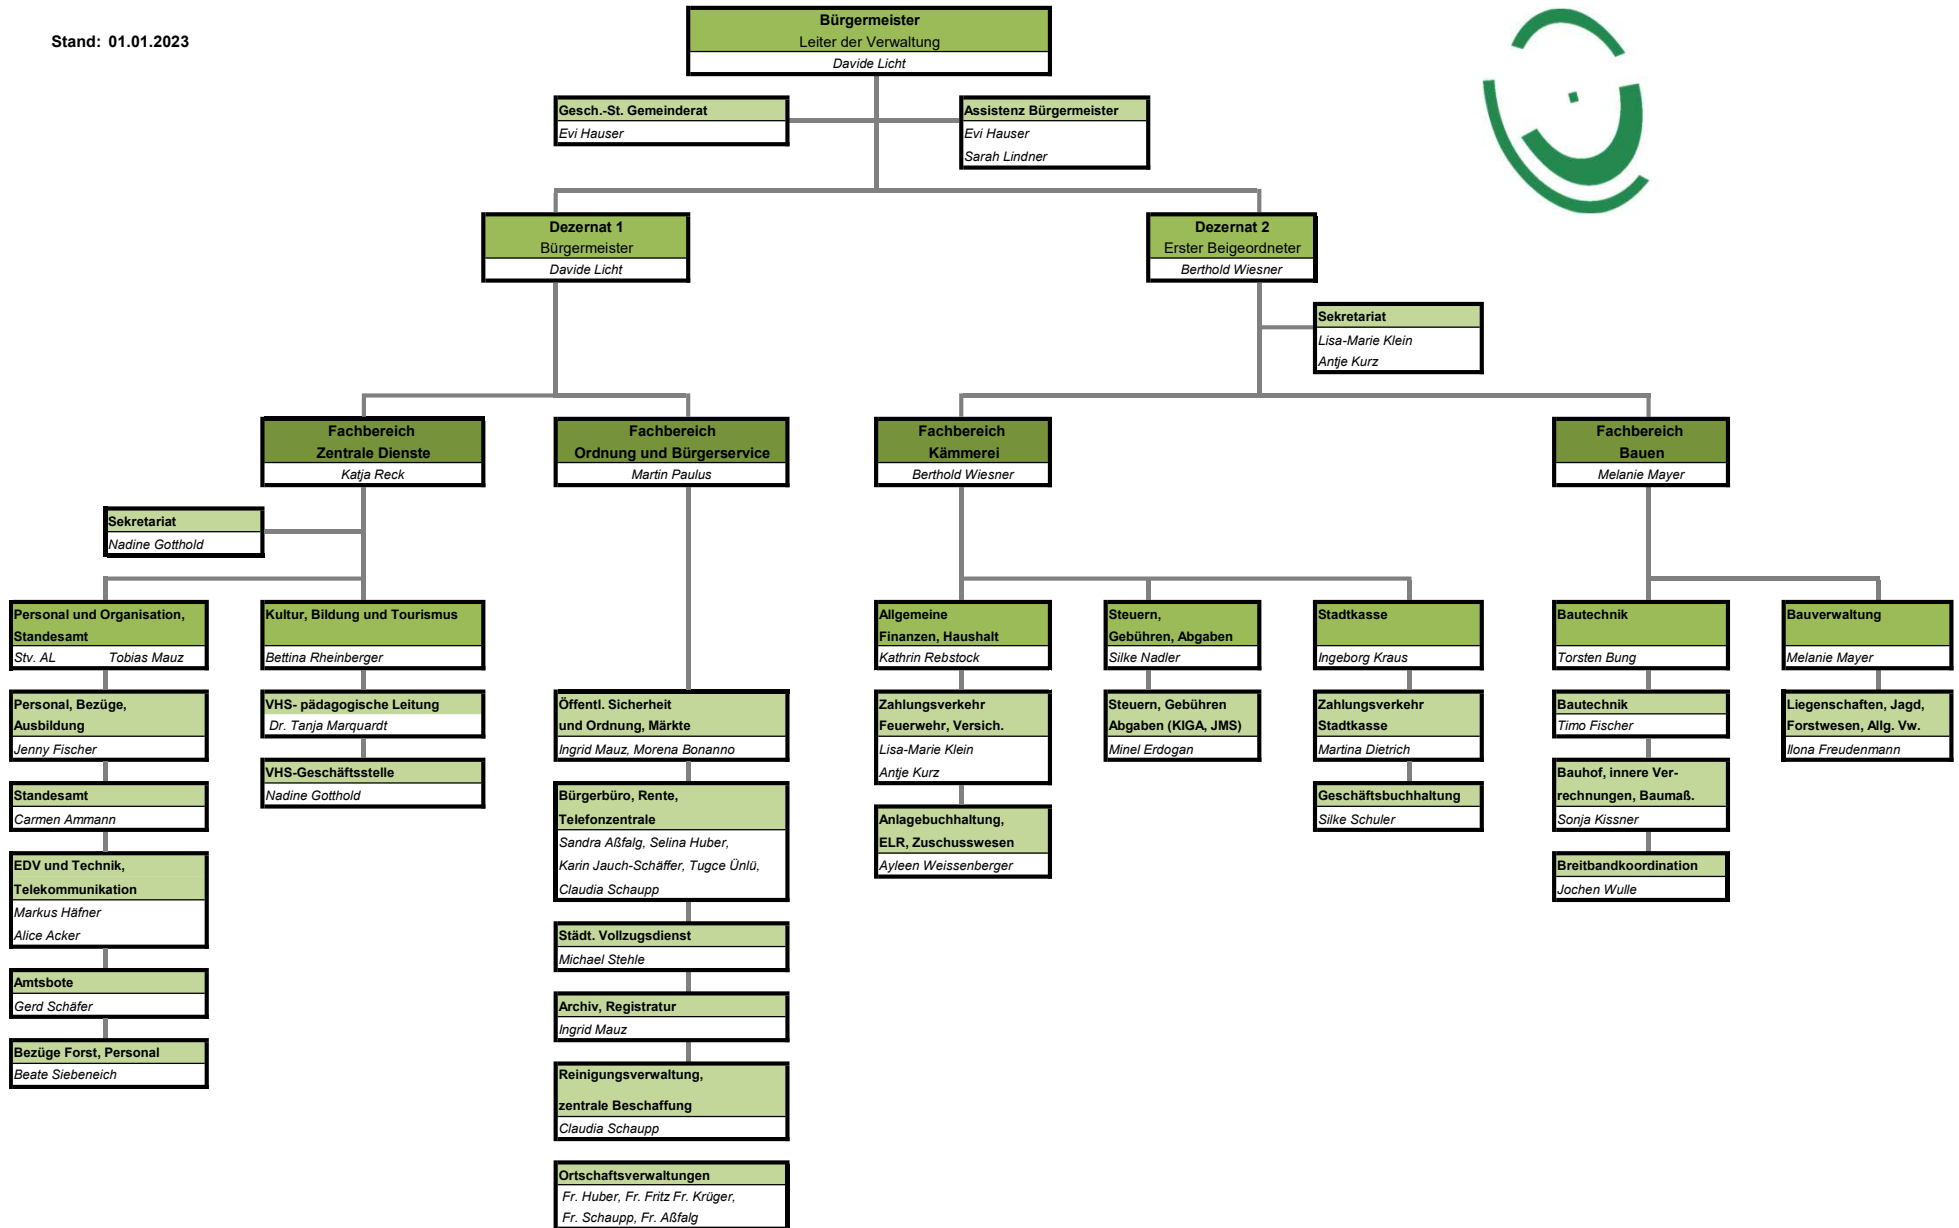 Stand: 01.01.2023
Bürgermeister
Leiter der Verwaltung
Davide Licht
Gesch.-St. Gemeinderat
Evi Hauser
Assistenz Bürgermeister
Evi Hauser
Sarah Lindner
Dezernat 1
Bürgermeister
Davide Licht
Dezernat 2
Erster Beigeordneter
Berthold Wiesner
Sekretariat
Lisa-Marie Klein
Antje Kurz
Fachbereich
Zentrale Dienste
Katja Reck
Fachbereich
Ordnung und Bürgerservice
Martin Paulus
Fachbereich
Kämmerei
Berthold Wiesner
Fachbereich
Bauen
Melanie Mayer
Sekretariat
Nadine Gotthold
Personal und Organisation,
Standesamt
Stv. AL Tobias Mauz
Personal, Bezüge,
Ausbildung
Jenny Fischer
Standesamt
Carmen Ammann
EDV und Technik,
Telekommunikation
Markus Häfner
Alice Acker
Amtsbote
Gerd Schäfer
Bezüge Forst, Personal
Beate Siebeneich
Kultur, Bildung und Tourismus
Bettina Rheinberger
VHS- pädagogische Leitung
Dr. Tanja Marquardt
VHS-Geschäftsstelle
Nadine Gotthold
Öffentl. Sicherheit
und Ordnung, Märkte
Ingrid Mauz, Morena Bonanno
Bürgerbüro, Rente,
Telefonzentrale
Sandra Aßfalg, Selina Huber,
Karin Jauch-Schäffer, Tugce Ünlü,
Claudia Schaupp
Städt. Vollzugsdienst
Michael Stehle
Archiv, Registratur
Ingrid Mauz
Reinigungsverwaltung,
zentrale Beschaffung
Claudia Schaupp
Ortschaftsverwaltungen
Fr. Huber, Fr. Fritz Fr. Krüger,
Fr. Schaupp, Fr. Aßfalg
Allgemeine
Finanzen, Haushalt
Kathrin Rebstock
Zahlungsverkehr
Feuerwehr, Versich.
Lisa-Marie Klein
Antje Kurz
Anlagebuchhaltung,
ELR, Zuschusswesen
Ayleen Weissenberger
Steuern,
Gebühren, Abgaben
Silke Nadler
Steuern, Gebühren
Abgaben (KIGA, JMS)
Minel Erdogan
Stadtkasse
Ingeborg Kraus
Zahlungsverkehr
Stadtkasse
Martina Dietrich
Geschäftsbuchhaltung
Silke Schuler
Bautechnik
Torsten Bung
Bautechnik
Timo Fischer
Bauhof, innere Ver-
rechnungen, Baumaß.
Sonja Kissner
Breitbandkoordination
Jochen Wulle
Bauverwaltung
Melanie Mayer
Liegenschaften, Jagd,
Forstwesen, Allg. Vw.
Ilona Freudenmann